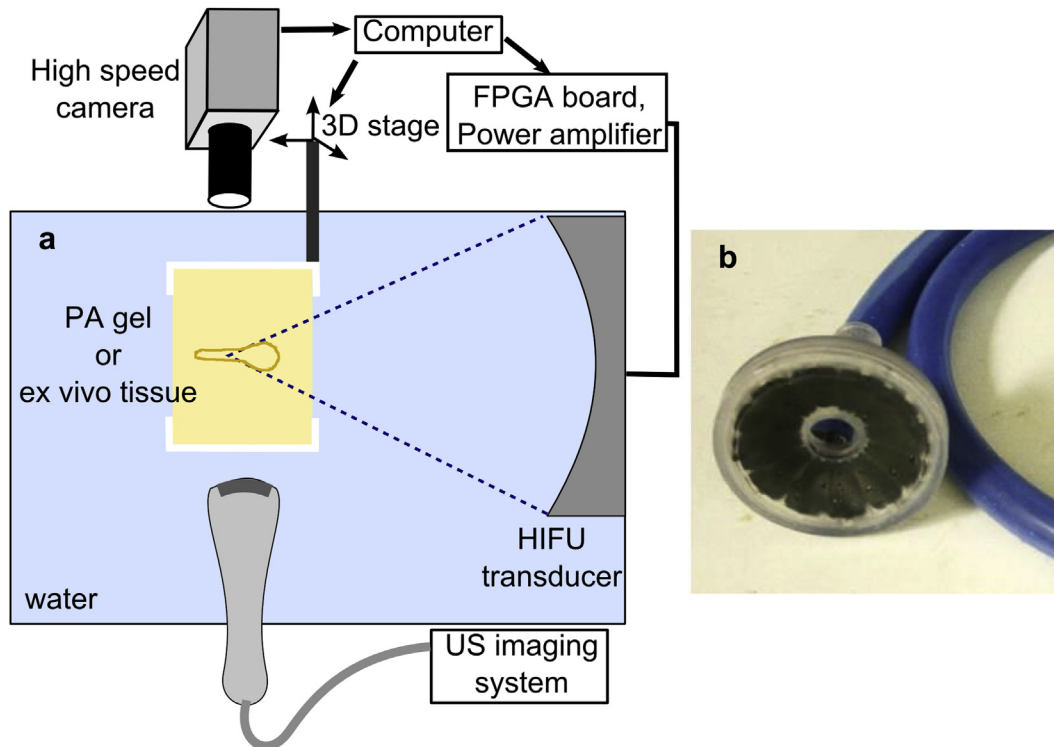 Computer
High speed
camera
FPGA board,
Power amplifier
3D stage
a
b
PA gel
or
ex vivo tissue
HIFU
transducer
water
US imaging
system